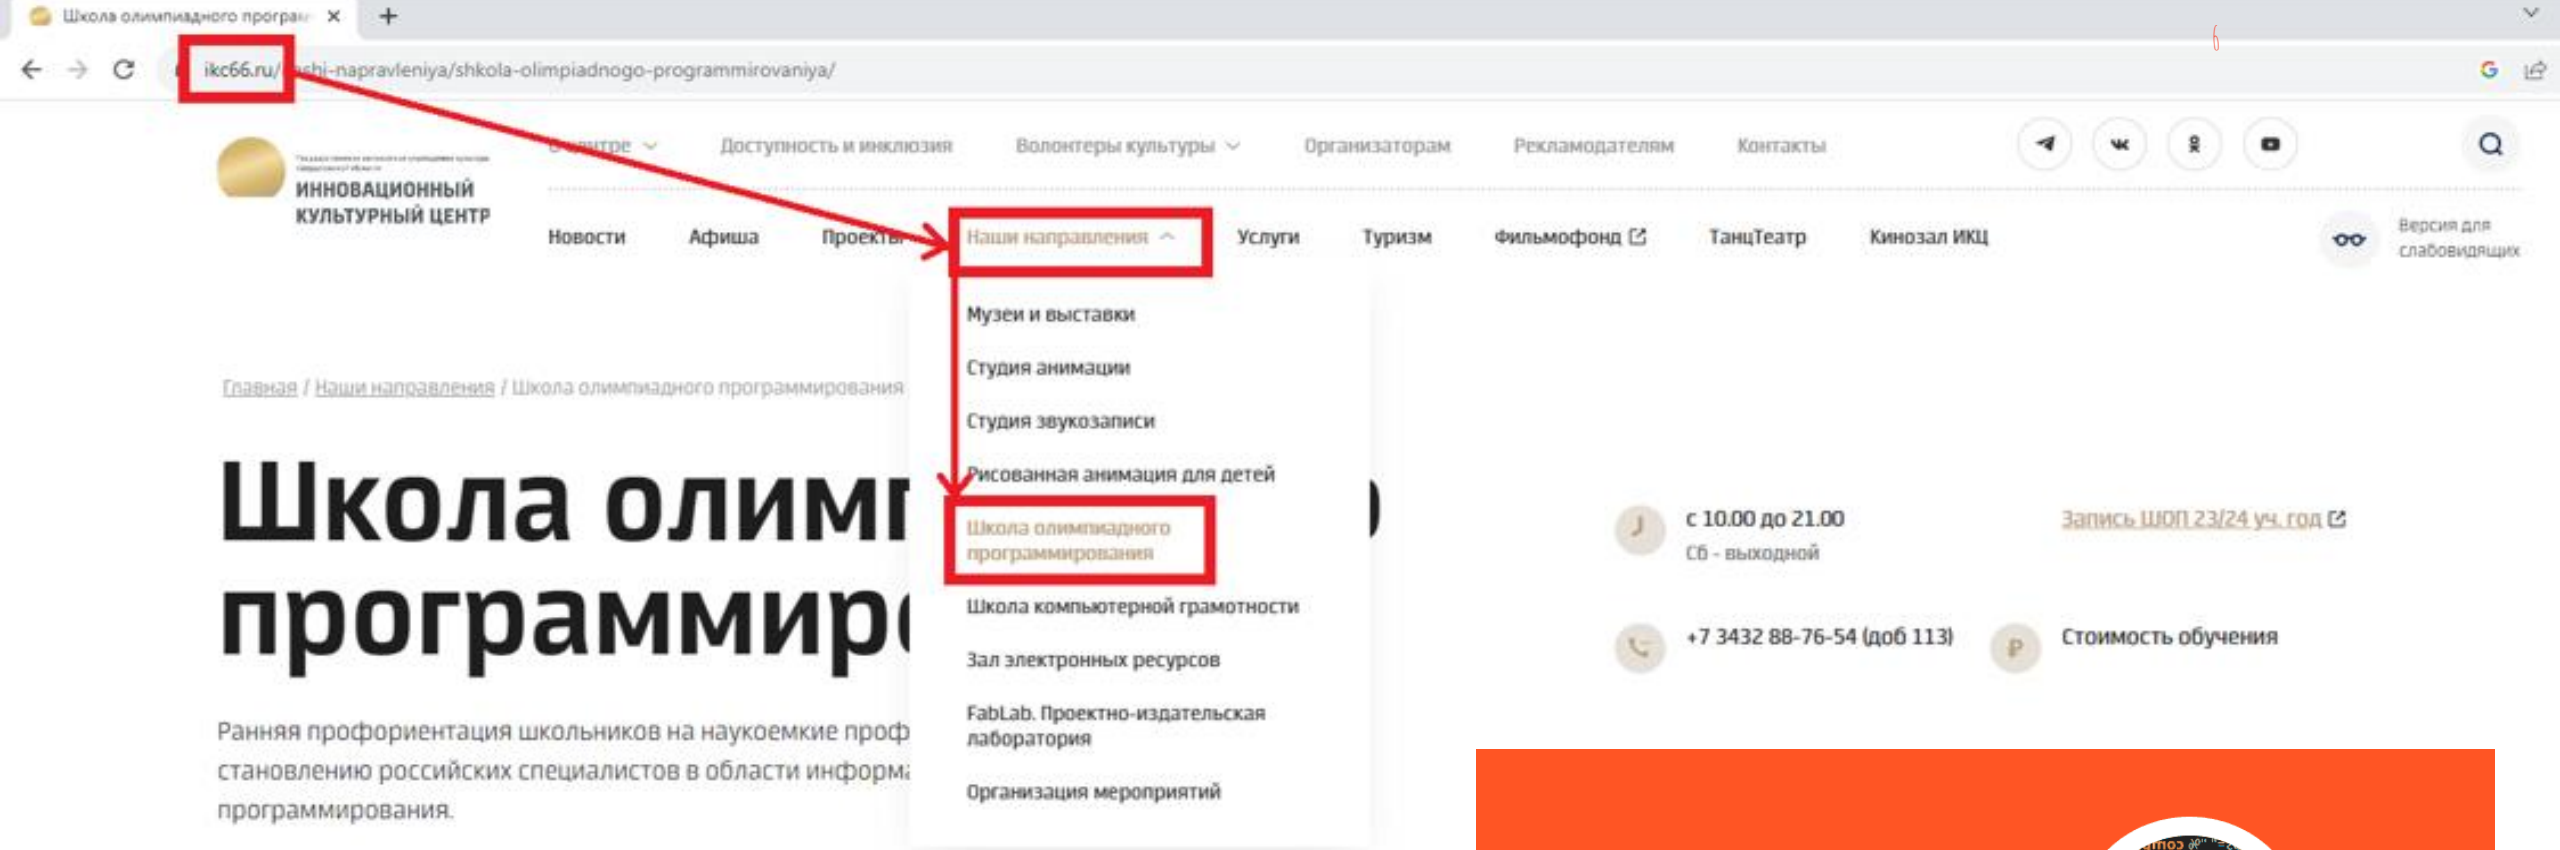 Школа олимпиадного програм
6
ikc66.ru/ashi-napravleniya/shkola-olimpiadnogo-programmirovaniya/
Доступность и инклюзия Волонтеры культуры Организаторам Рекламодателям Контакты
ИННОВАЦИОННЫЙ
КУЛЬТУРНЫЙ ЦЕНТР
Новости Афиша Проекты Наши направления Услуги Туризм Фильмофонд ТанцТеатр Кинозал ИКЦ
Версия для
слабовидящих
Музеи и выставки
Студия анимации
Студия звукозаписи
Рисованная анимация для детей
Школа олимпиадного
программирования
Школа компьютерной грамотности
Зал электронных ресурсов
FabLab. Проектно-издательская
лаборатория
Организация мероприятий
Главная / Наши направления / Школа олимпиадного программирования
Школа олимп
программир
Ранняя профориентация школьников на наукоемкие проф
становлению российских специалистов в области информа
программирования.
с 10.00 до 21.00
Сб - выходной
Запись ШОП 23/24 уч. год
+7 3432 88-76-54 (доб 113)
Стоимость обучения